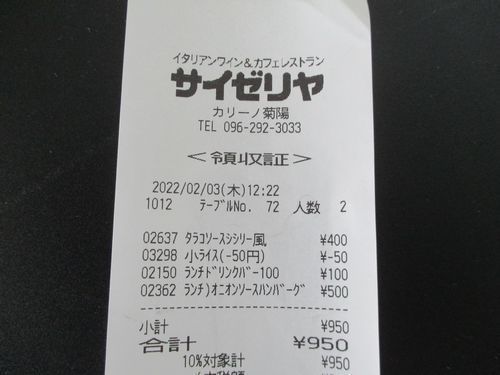 イタリアンワイン&カフェレストラン
サイゼリヤ
カリーノ菊陽
TEL 096-292-3033
<領収証>
2022/02/03(木)12:22
1012 テーブルNo. 72 人数 2
02637 タラコソースシシリー風 ¥400
03298 小ライス(-50円) ¥-50
02150 ランチドリンクバー100 ¥100
02362 ランチ)オニオンソースハンバーグ ¥500
小計 ¥950
合計 ¥950
10%対象計 ¥950